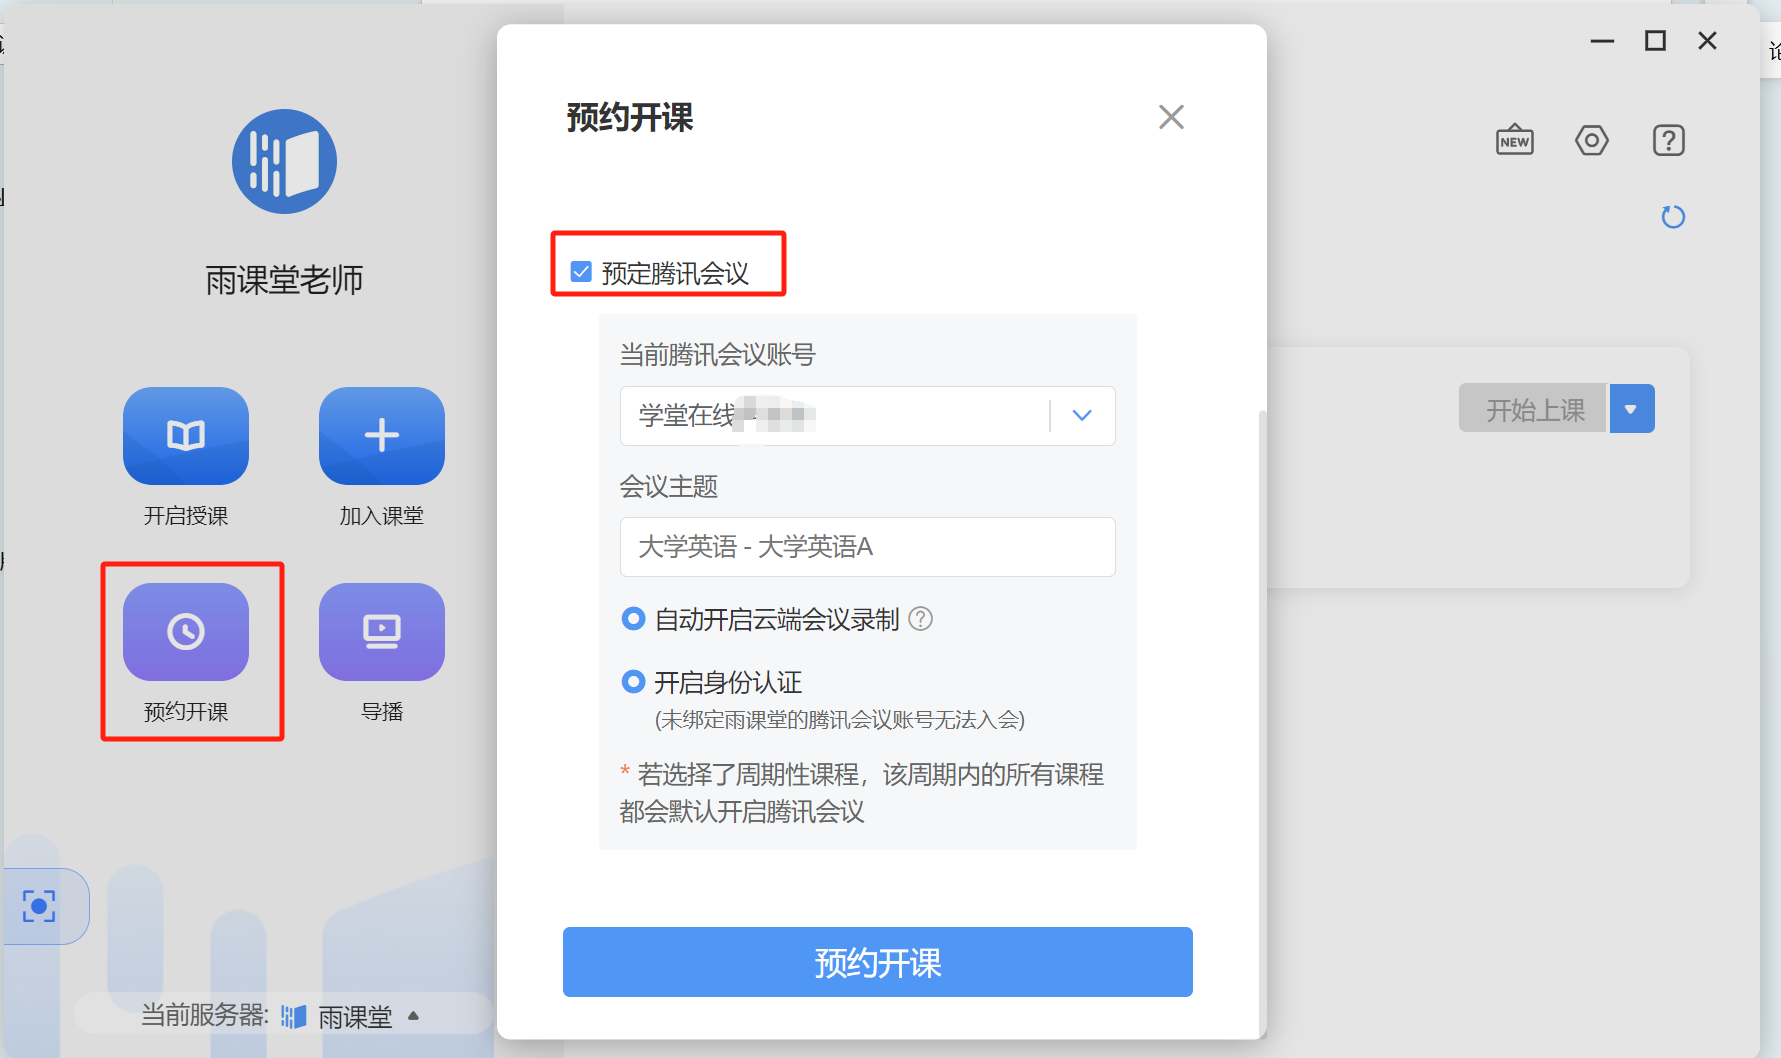 雨课堂老师
开启授课
加入课堂
预约开课
导播
当前服务器: 雨课堂
预约开课
预定腾讯会议
当前腾讯会议账号
学堂在线
会议主题
大学英语 - 大学英语A
自动开启云端会议录制
开启身份认证
(未绑定雨课堂的腾讯会议账号无法入会)
* 若选择了周期性课程，该周期内的所有课程
都会默认开启腾讯会议
预约开课
NEW
开始上课